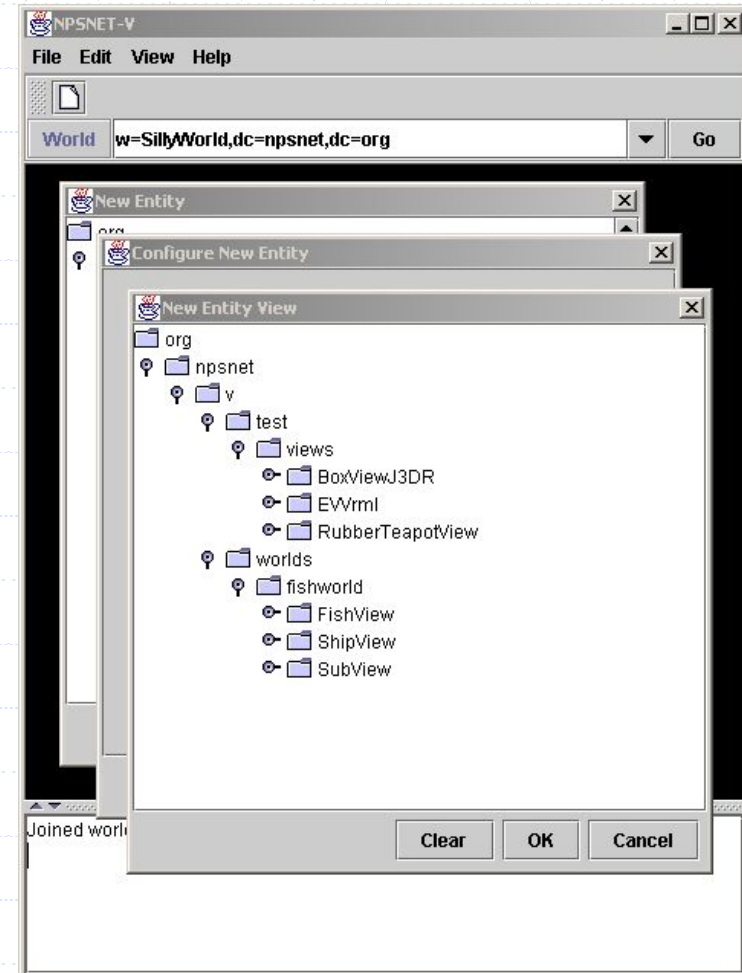 NPSNET-V
File Edit View Help
World w=SillyWorld,dc=npsnet,dc=org Go
New Entity
org
Configure New Entity
New Entity View
org
npsnet
v
test
views
BoxViewJ3DR
EVVrml
RubberTeapotView
worlds
fishworld
FishView
ShipView
SubView
Clear OK Cancel
Joined